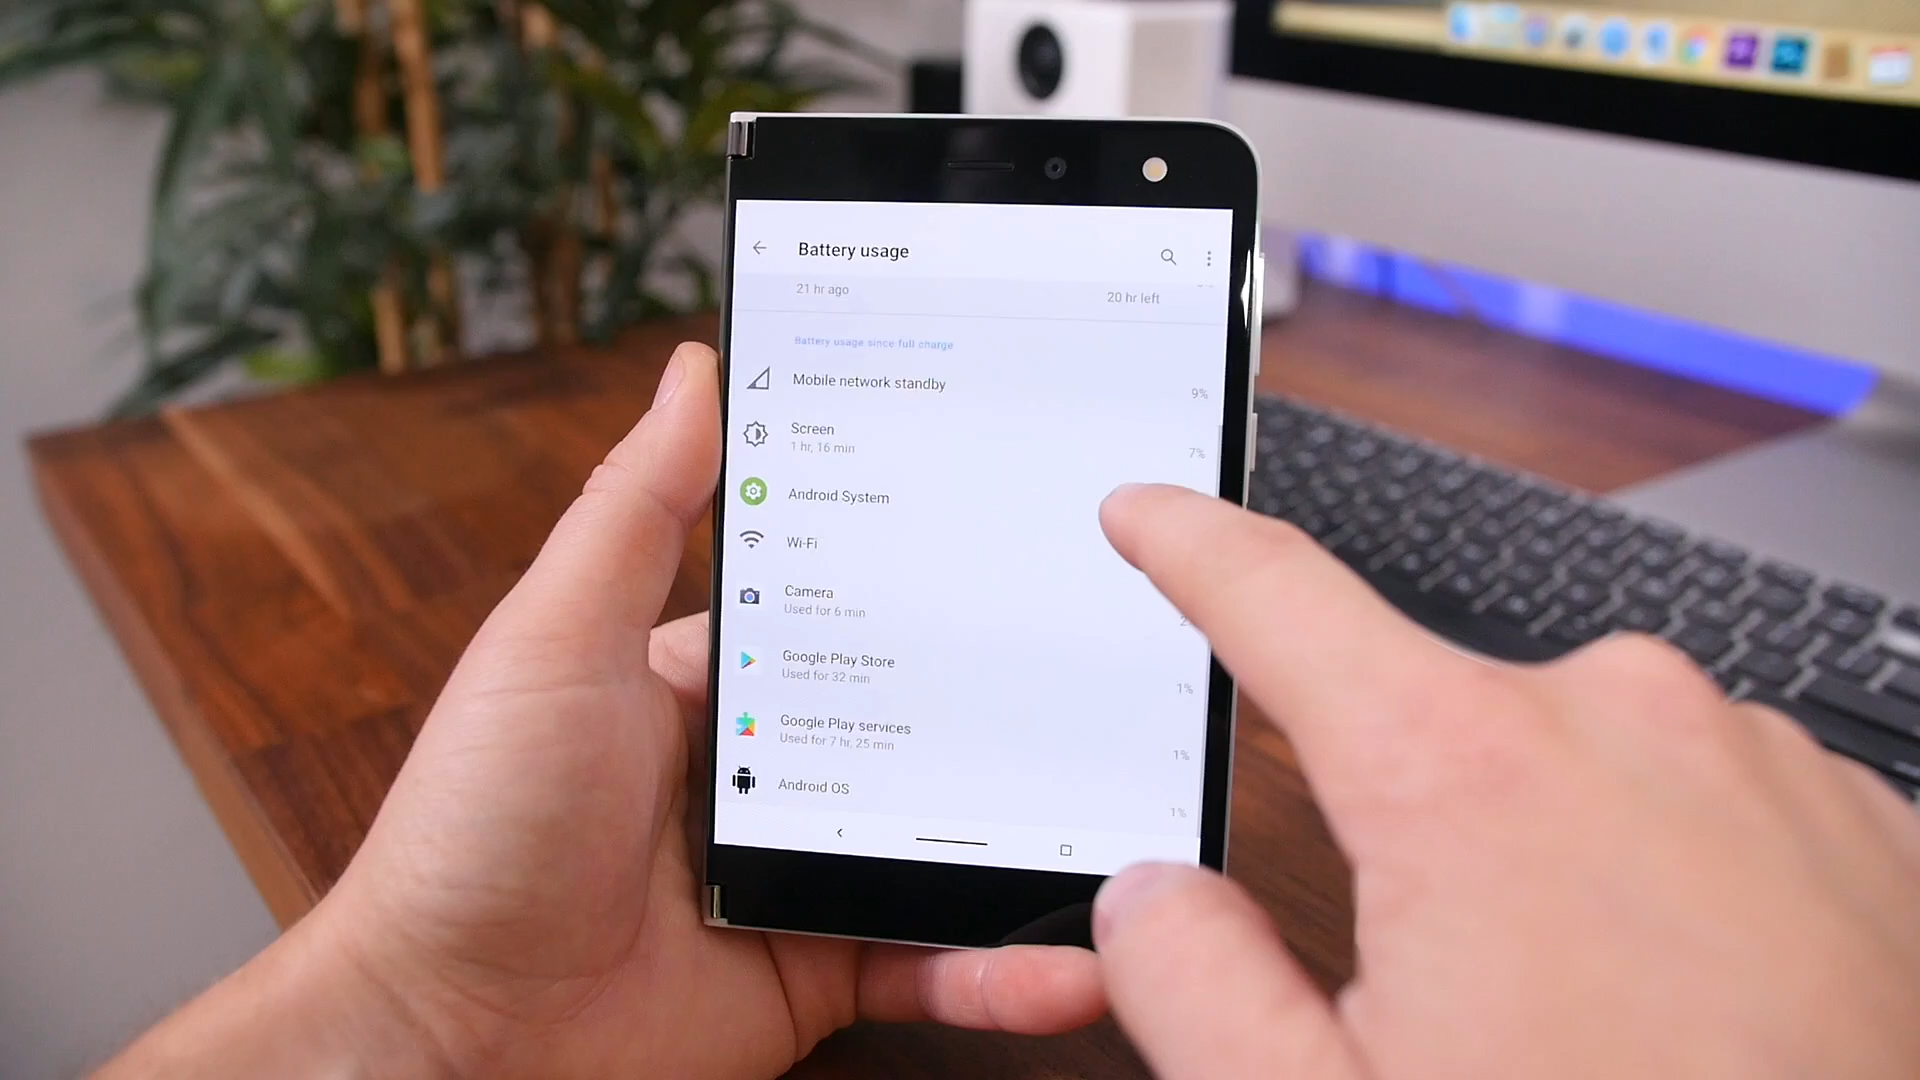 Battery usage
21 hr ago
20 hr left
Battery usage since full charge
Mobile network standby
9%
Screen
1 hr, 16 min
7%
Android System
Wi-Fi
Camera
Used for 6 min
2
Google Play Store
Used for 32 min
1%
Google Play services
Used for 7 hr, 25 min
1%
Android OS
1%